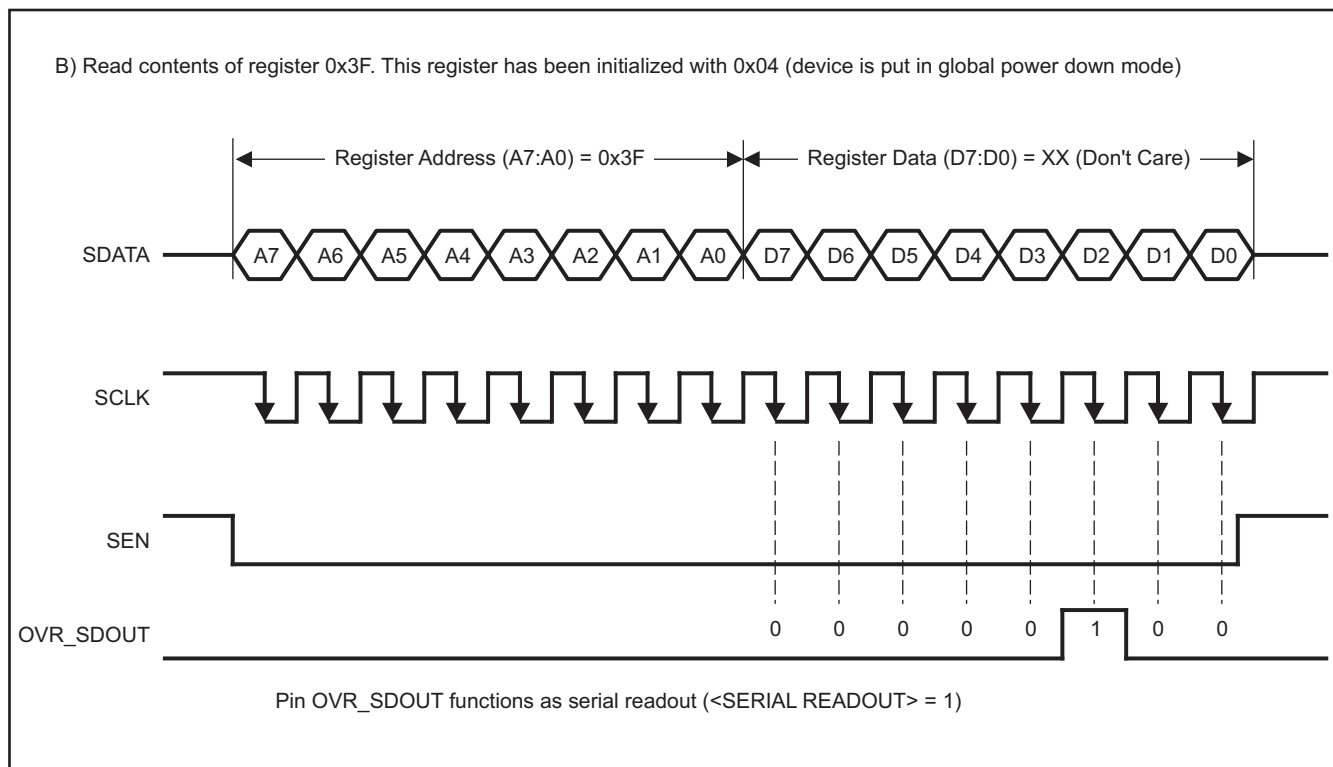 B) Read contents of register 0x3F. This register has been initialized with 0x04 (device is put in global power down mode)
Register Address (A7:A0) = 0x3F
Register Data (D7:D0) = XX (Don't Care)
SDATA
A7 A6 A5 A4 A3 A2 A1 A0 D7 D6 D5 D4 D3 D2 D1 D0
SCLK
SEN
OVR_SDOUT
0 0 0 0 0 1 0 0
Pin OVR_SDOUT functions as serial readout (<SERIAL READOUT> = 1)